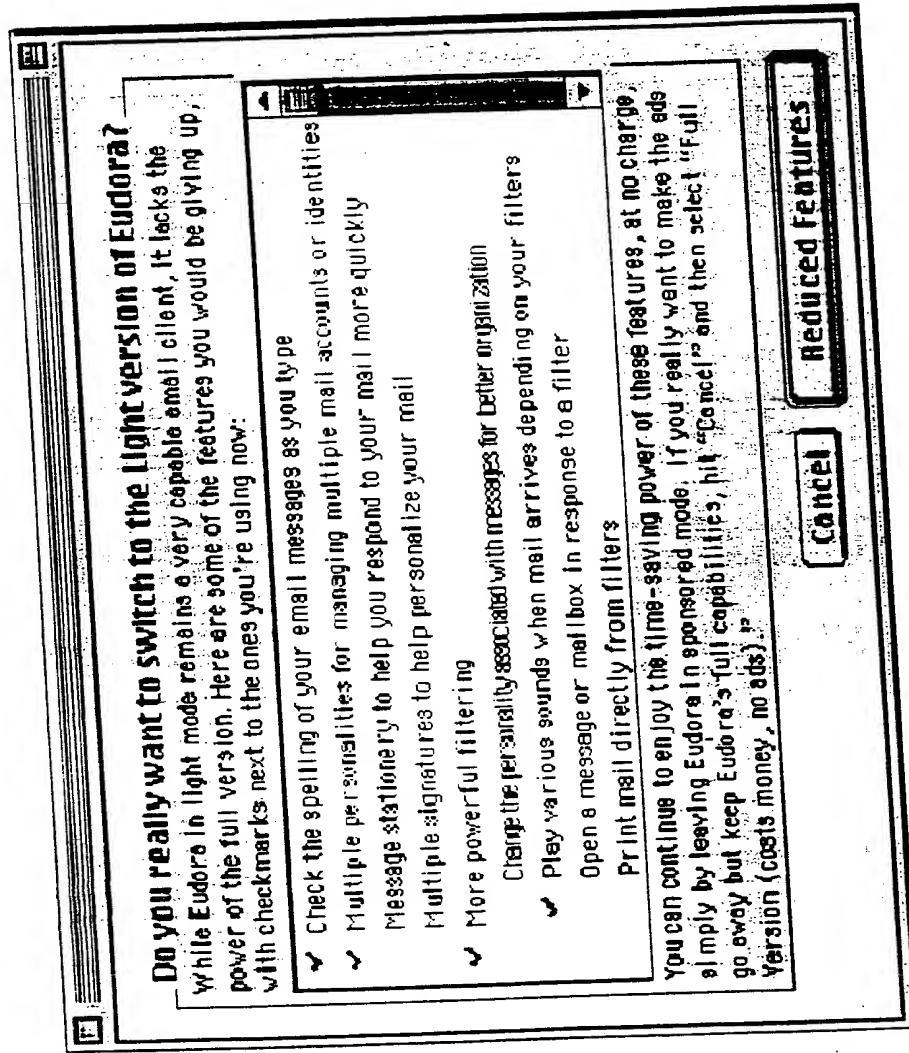 Do you really want to switch to the light version of Eudora?
While Eudora in light mode remains a very capable email client, it lacks the
power of the full version. Here are some of the features you would be giving up,
with checkmarks next to the ones you're using now:
✓ Check the spelling of your email messages as you type
✓ Multiple personalities for managing multiple mail accounts or identities
Message stationery to help you respond to your mail more quickly
Multiple signatures to help personalize your mail
✓ More powerful filtering
Change the personality associated with messages for better organization
✓ Play various sounds when mail arrives depending on your filters
Open a message or mailbox in response to a filter
Print mail directly from filters
You can continue to enjoy the time-saving power of these features, at no charge,
simply by leaving Eudora in sponsored mode. If you really want to make the ads
go away but keep Eudora's full capabilities, hit "Cancel" and then select "Full
Version (costs money, no ads)."
Cancel
Reduced Features